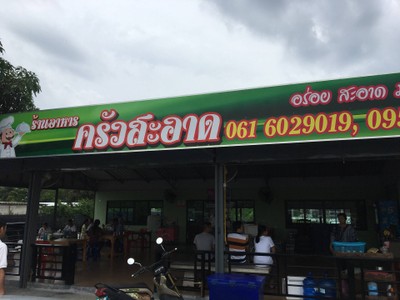 ร้านอาหาร
ครัวสะอาด
อร่อย สะอาด
061 6029019, 095